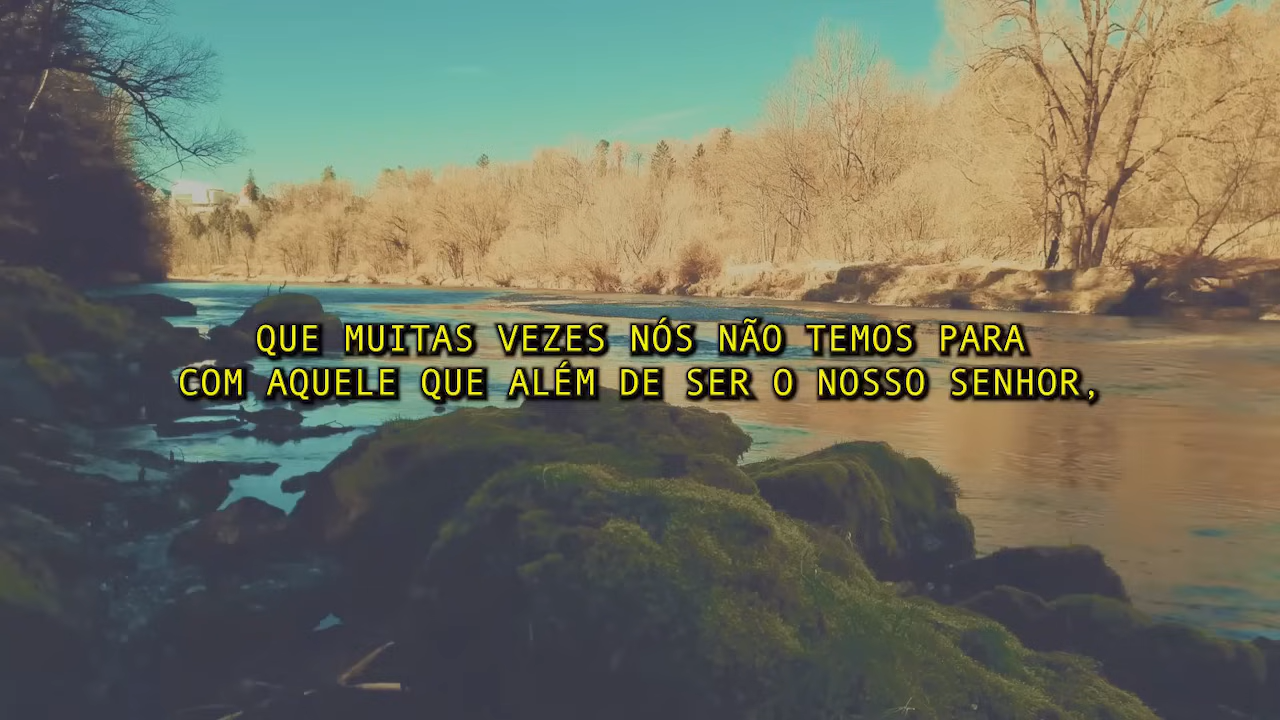 QUE MUITAS VEZES NÓS NÃO TEMOS PARA
COM AQUELE QUE ALÉM DE SER O NOSSO SENHOR,